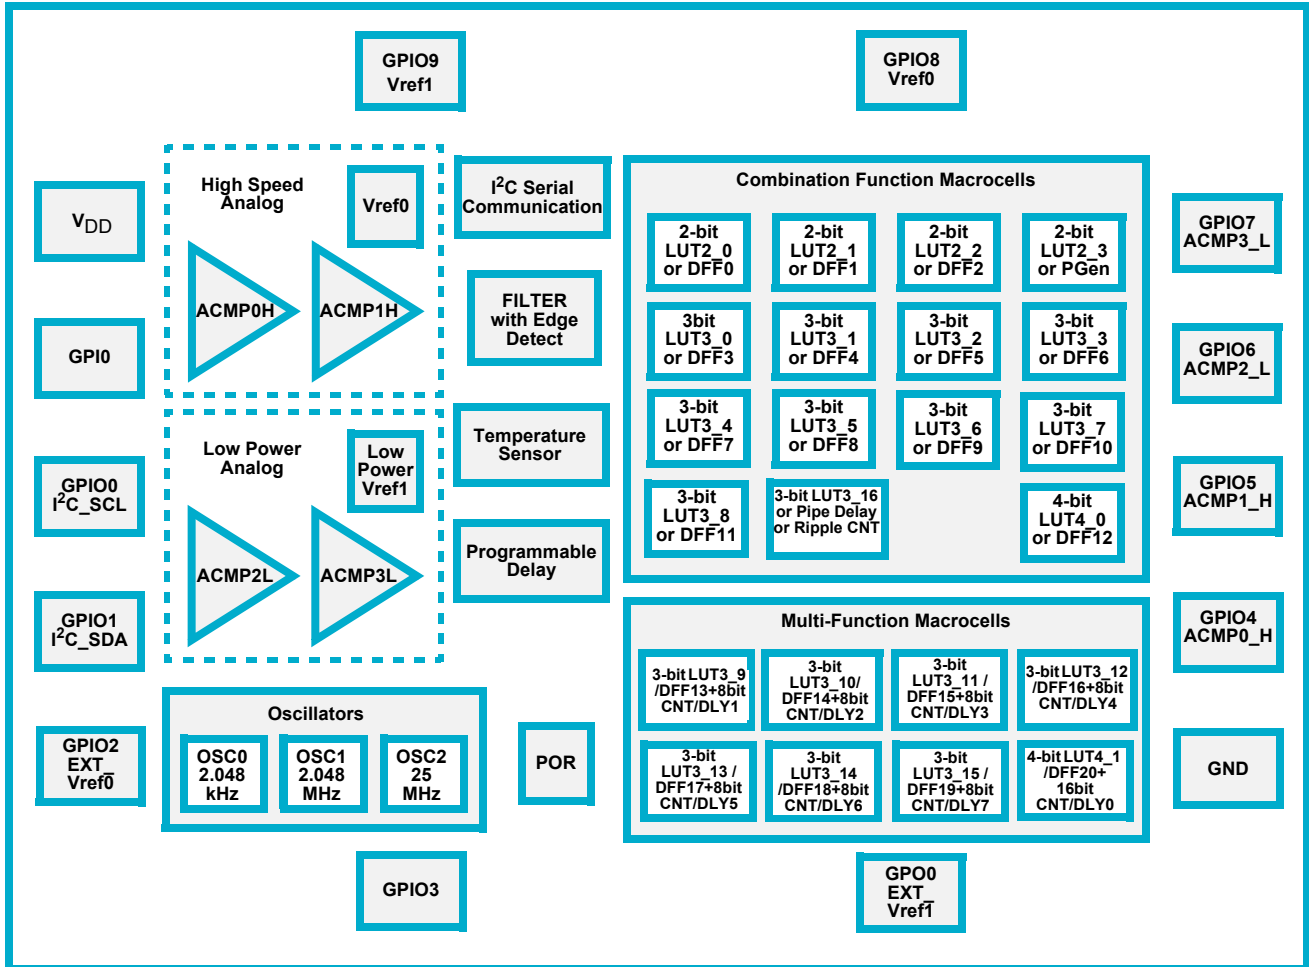 GPIO9
Vref1
GPIO8
Vref0
VDD
GPI0
GPIO0
I2C_SCL
GPIO1
I2C_SDA
GPIO2
EXT_
Vref0
High Speed
Analog
Vref0
ACMP0H
ACMP1H
Low Power
Analog
Low
Power
Vref1
ACMP2L
ACMP3L
I2C Serial
Communication
FILTER
with Edge
Detect
Temperature
Sensor
Programmable
Delay
Oscillators
OSC0
2.048
kHz
OSC1
2.048
MHz
OSC2
25
MHz
POR
Combination Function Macrocells
2-bit
LUT2_0
or DFF0
2-bit
LUT2_1
or DFF1
2-bit
LUT2_2
or DFF2
2-bit
LUT2_3
or PGen
3bit
LUT3_0
or DFF3
3-bit
LUT3_1
or DFF4
3-bit
LUT3_2
or DFF5
3-bit
LUT3_3
or DFF6
3-bit
LUT3_4
or DFF7
3-bit
LUT3_5
or DFF8
3-bit
LUT3_6
or DFF9
3-bit
LUT3_7
or DFF10
3-bit
LUT3_8
or DFF11
3-bit LUT3_16
or Pipe Delay
or Ripple CNT
4-bit
LUT4_0
or DFF12
Multi-Function Macrocells
3-bit LUT3_9
/DFF13+8bit
CNT/DLY1
3-bit
LUT3_10/
DFF14+8bit
CNT/DLY2
3-bit
LUT3_11 /
DFF15+8bit
CNT/DLY3
3-bit LUT3_12
/DFF16+8bit
CNT/DLY4
3-bit
LUT3_13 /
DFF17+8bit
CNT/DLY5
3-bit
LUT3_14
/DFF18+8bit
CNT/DLY6
3-bit
LUT3_15 /
DFF19+8bit
CNT/DLY7
4-bit LUT4_1
/DFF20+
16bit
CNT/DLY0
GPIO7
ACMP3_L
GPIO6
ACMP2_L
GPIO5
ACMP1_H
GPIO4
ACMP0_H
GND
GPIO3
GPO0
EXT_
Vref1